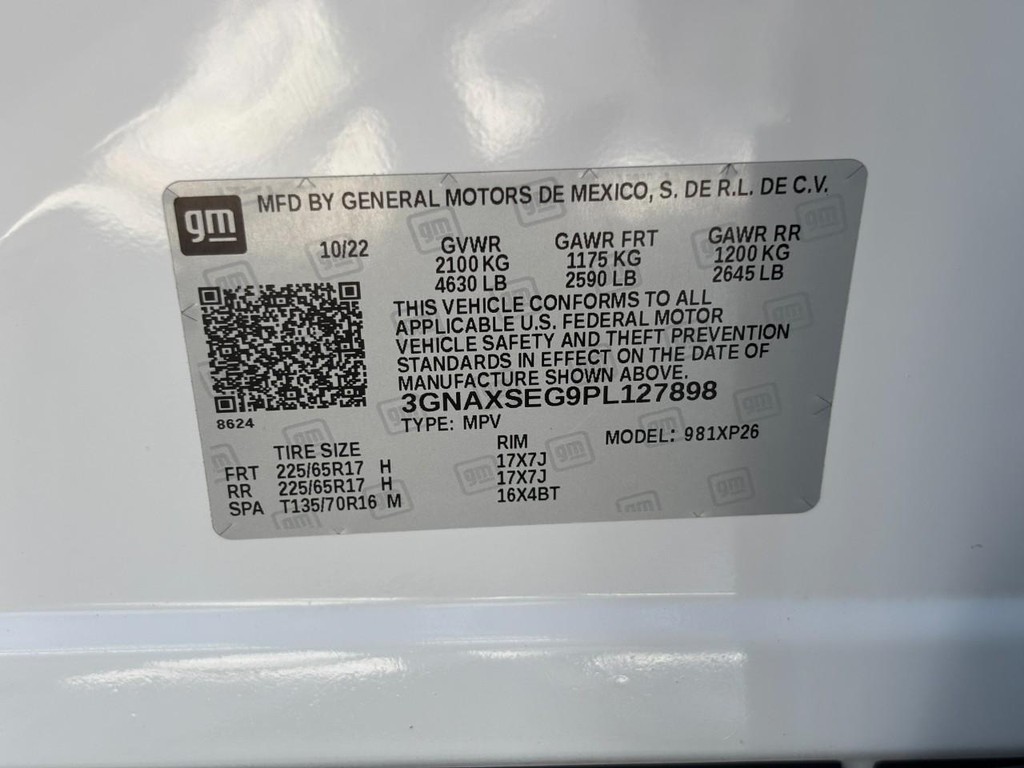 gm
MFD BY GENERAL MOTORS DE MEXICO, S. DE R.L. DE C.V.
10/22
GVWR
2100 KG
4630 LB
GAWR FRT
1175 KG
2590 LB
GAWR RR
1200 KG
2645 LB
THIS VEHICLE CONFORMS TO ALL
APPLICABLE U.S. FEDERAL MOTOR
VEHICLE SAFETY AND THEFT PREVENTION
STANDARDS IN EFFECT ON THE DATE OF
MANUFACTURE SHOWN ABOVE.
3GNAXSEG9PL127898
8624
TYPE: MPV
MODEL: 981XP26
TIRE SIZE RIM
FRT 225/65R17 H 17X7J
RR 225/65R17 H 17X7J
SPA T135/70R16 M 16X4BT